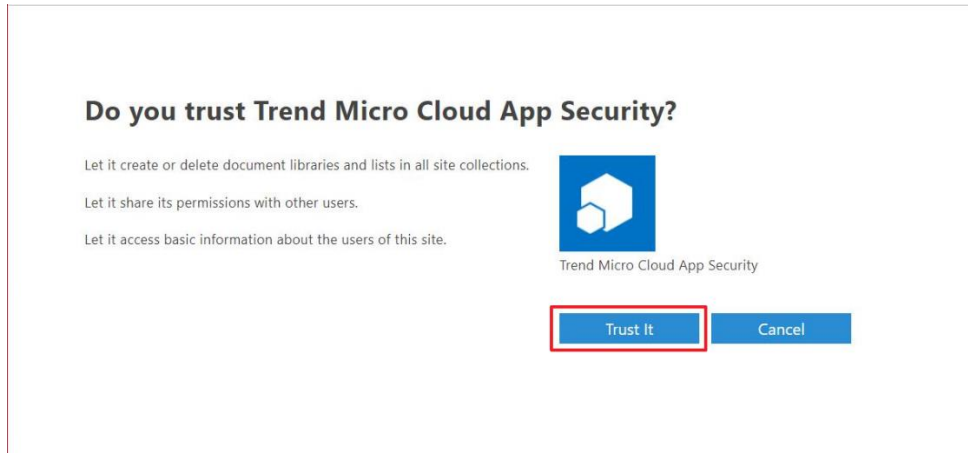 Do you trust Trend Micro Cloud App Security?
Let it create or delete document libraries and lists in all site collections.
Let it share its permissions with other users.
Let it access basic information about the users of this site.
Trend Micro Cloud App Security
Trust It
Cancel